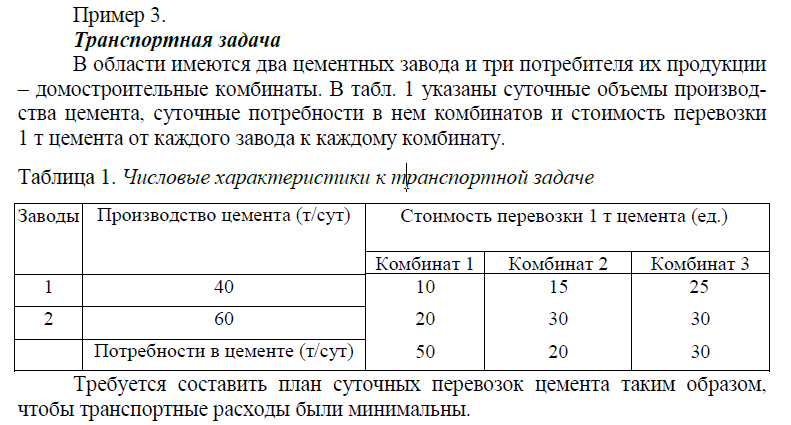 Пример 3.
Транспортная задача
В области имеются два цементных завода и три потребителя их продукции
– домостроительные комбинаты. В табл. 1 указаны суточные объемы производ-
ства цемента, суточные потребности в нем комбинатов и стоимость перевозки
1 т цемента от каждого завода к каждому комбинату.
Таблица 1. Числовые характеристики к транспортной задаче
Заводы Производство цемента (т/сут) Стоимость перевозки 1 т цемента (ед.)
Комбинат 1 Комбинат 2 Комбинат 3
1 40 10 15 25
2 60 20 30 30
Потребности в цементе (т/сут) 50 20 30
Требуется составить план суточных перевозок цемента таким образом,
чтобы транспортные расходы были минимальны.